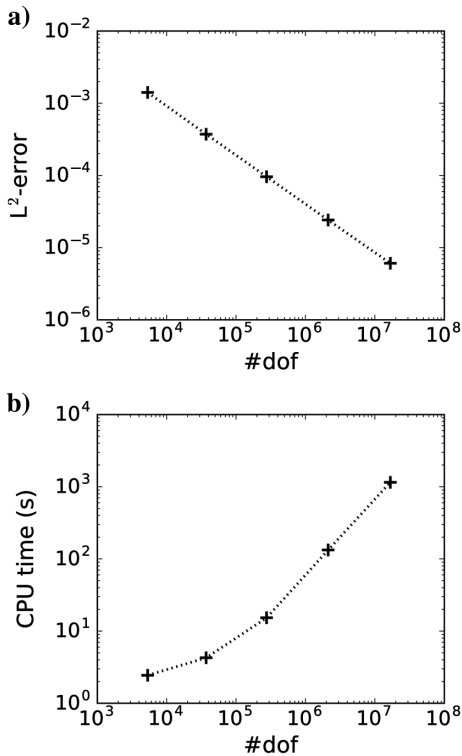 a)
10⁻²
10⁻³
10⁻⁴
10⁻⁵
10⁻⁶
L²-error
10³ 10⁴ 10⁵ 10⁶ 10⁷ 10⁸
#dof
b)
10⁴
10³
10²
10¹
10⁰
CPU time (s)
10³ 10⁴ 10⁵ 10⁶ 10⁷ 10⁸
#dof